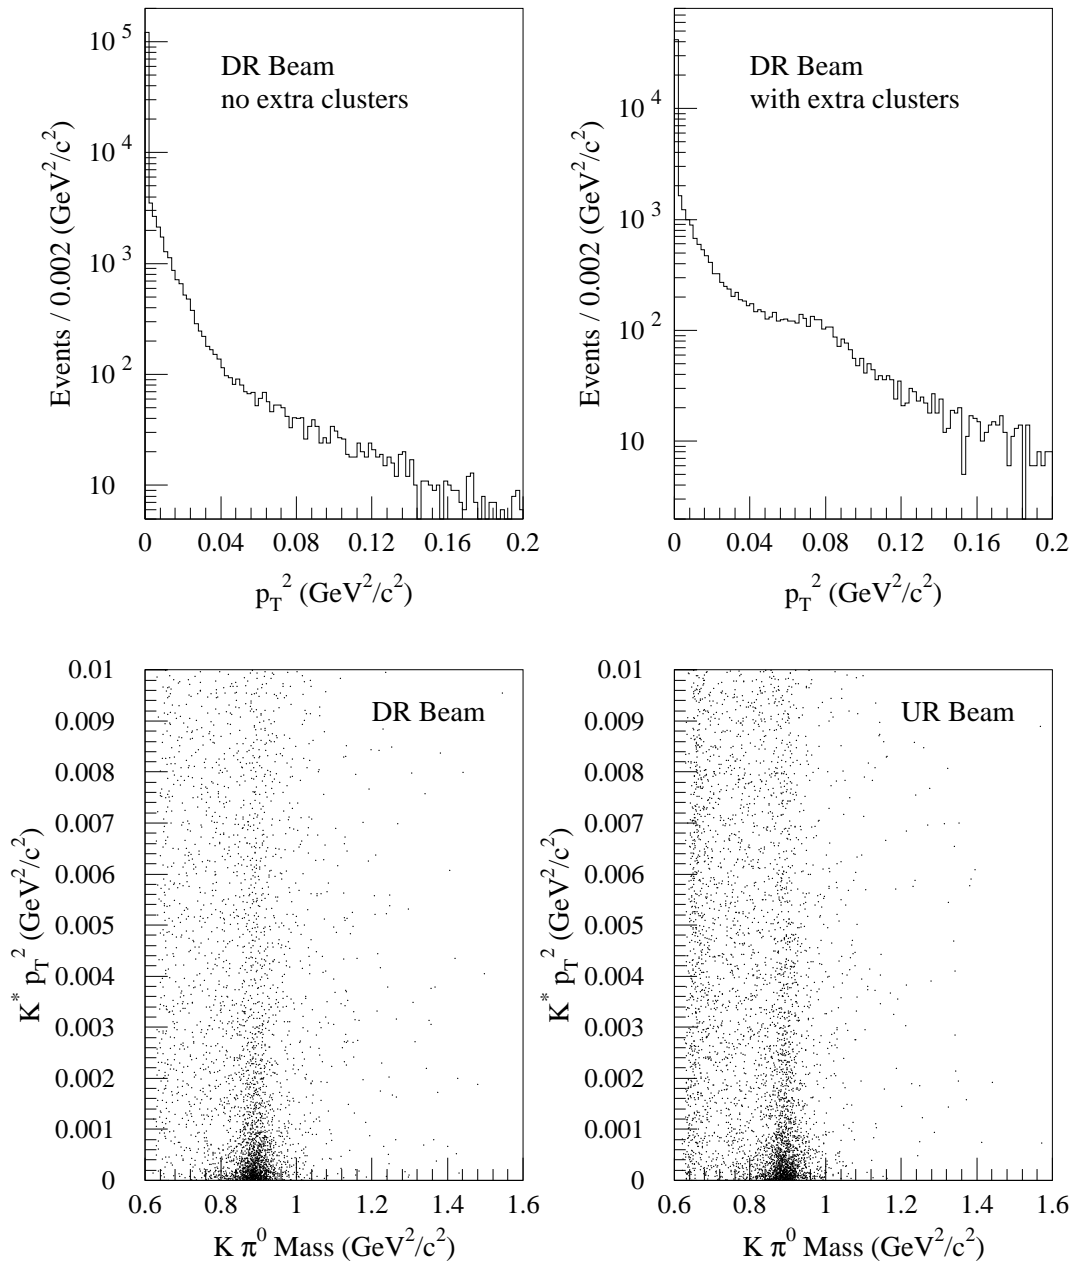 DR Beam
no extra clusters
Events / 0.002 (GeV²/c²)
10⁵
10⁴
10³
10²
10
0 0.04 0.08 0.12 0.16 0.2
p_T² (GeV²/c²)
DR Beam
with extra clusters
Events / 0.002 (GeV²/c²)
10⁴
10³
10²
10
0 0.04 0.08 0.12 0.16 0.2
p_T² (GeV²/c²)
DR Beam
K* p_T² (GeV²/c²)
0.01
0.009
0.008
0.007
0.006
0.005
0.004
0.003
0.002
0.001
0
0.6 0.8 1 1.2 1.4 1.6
K π⁰ Mass (GeV²/c²)
UR Beam
K* p_T² (GeV²/c²)
0.01
0.009
0.008
0.007
0.006
0.005
0.004
0.003
0.002
0.001
0
0.6 0.8 1 1.2 1.4 1.6
K π⁰ Mass (GeV²/c²)